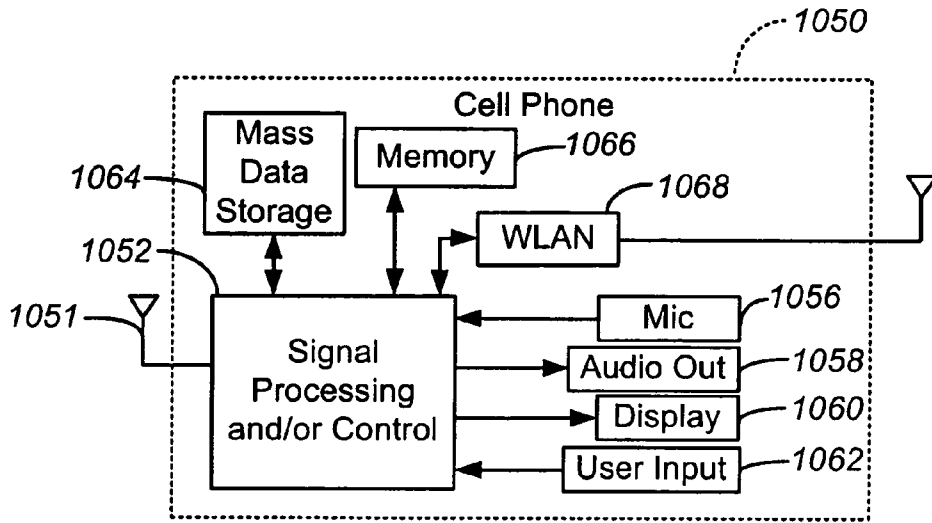 1050
Cell Phone
Mass
Data
Storage
1064
Memory
1066
1068
WLAN
1052
1051
Signal
Processing
and/or Control
Mic
1056
Audio Out
1058
Display
1060
User Input
1062